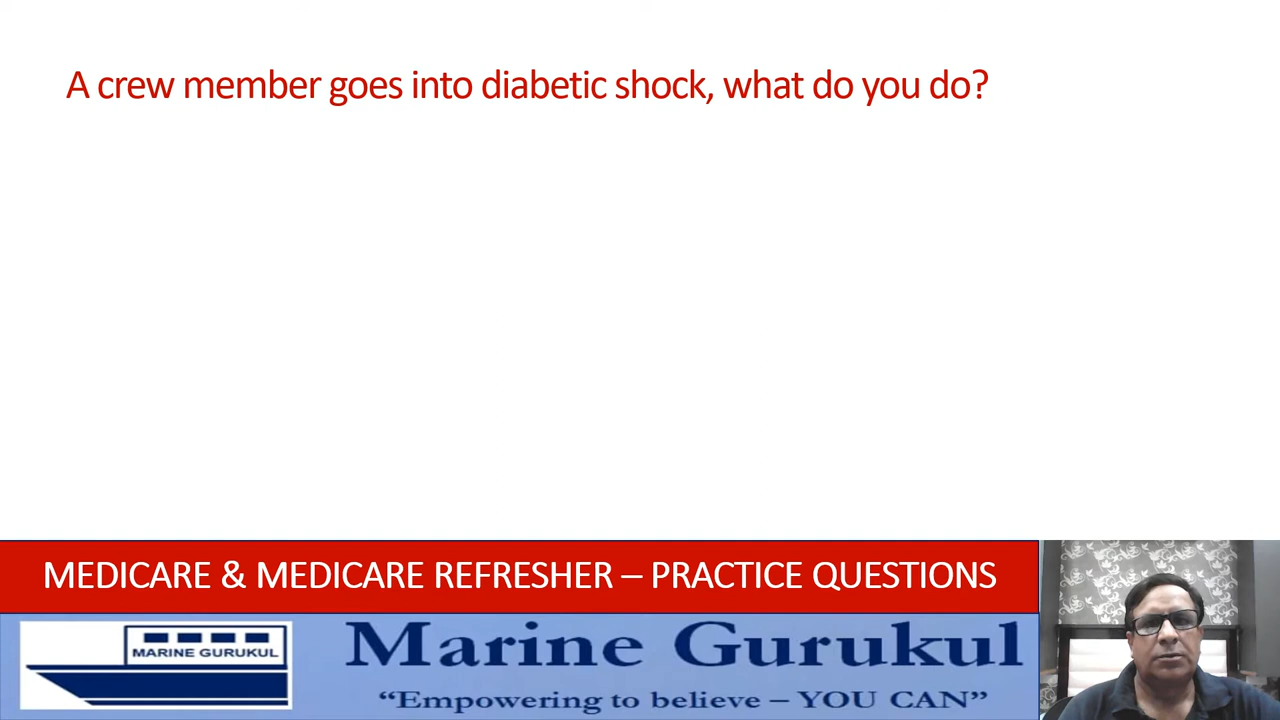 A crew member goes into diabetic shock, what do you do?
MEDICARE & MEDICARE REFRESHER – PRACTICE QUESTIONS
MARINE GURUKUL
Marine Gurukul
“Empowering to believe – YOU CAN”